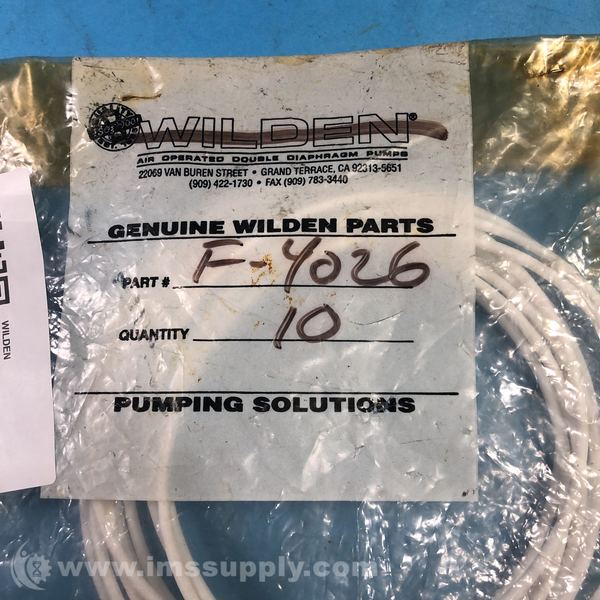 WILDEN®
AIR OPERATED DOUBLE DIAPHRAGM PUMPS
22069 VAN BUREN STREET • GRAND TERRACE, CA 92313-5651
(909) 422-1730 • FAX (909) 783-3440
GENUINE WILDEN PARTS
PART # F-4026
QUANTITY 10
PUMPING SOLUTIONS
WILDEN
www.imssupply.com